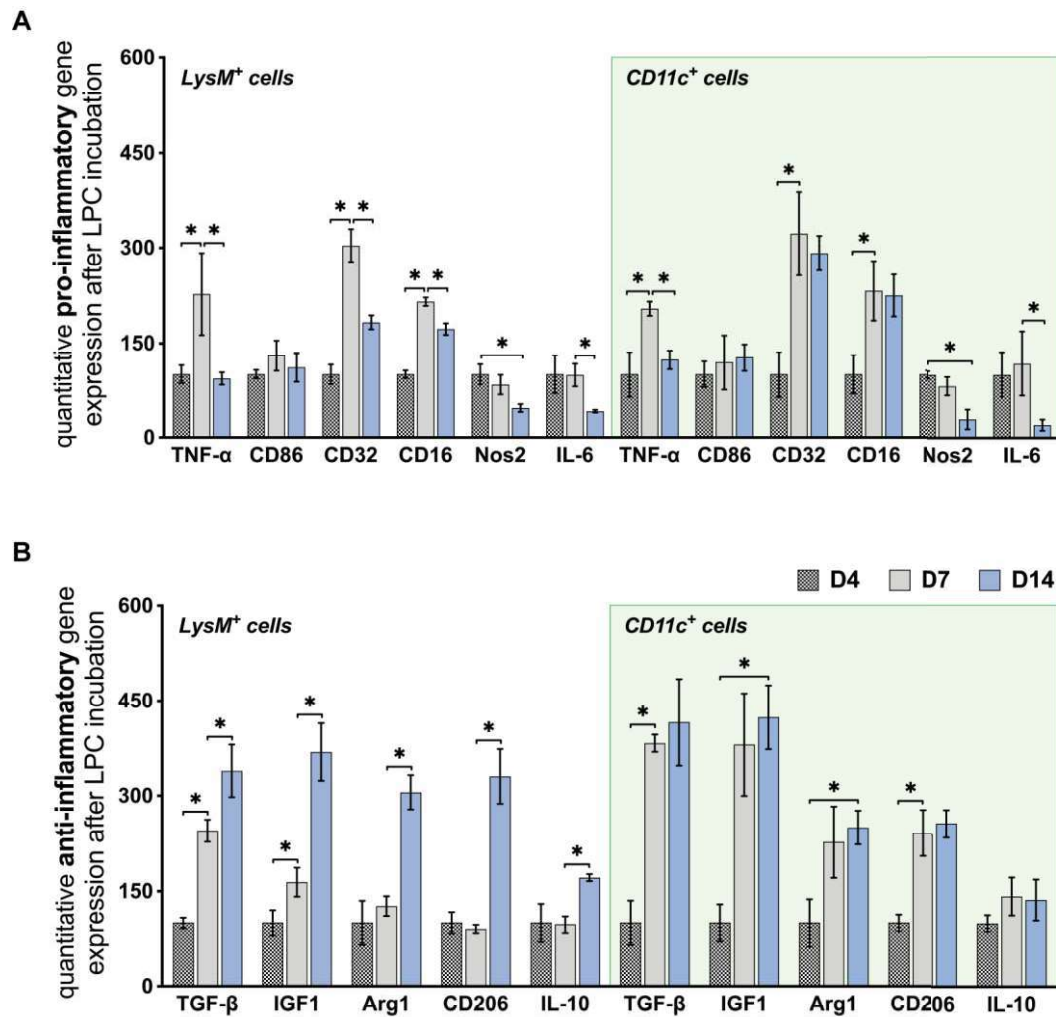 A
quantitative pro-inflammatory gene
expression after LPC incubation
600
450
300
150
0
LysM+ cells
CD11c+ cells
* * * * * * * * * * * * * *
TNF-α CD86 CD32 CD16 Nos2 IL-6 TNF-α CD86 CD32 CD16 Nos2 IL-6
B
D4 D7 D14
quantitative anti-inflammatory gene
expression after LPC incubation
600
450
300
150
0
LysM+ cells
CD11c+ cells
* * * * * * * * * * *
TGF-β IGF1 Arg1 CD206 IL-10 TGF-β IGF1 Arg1 CD206 IL-10